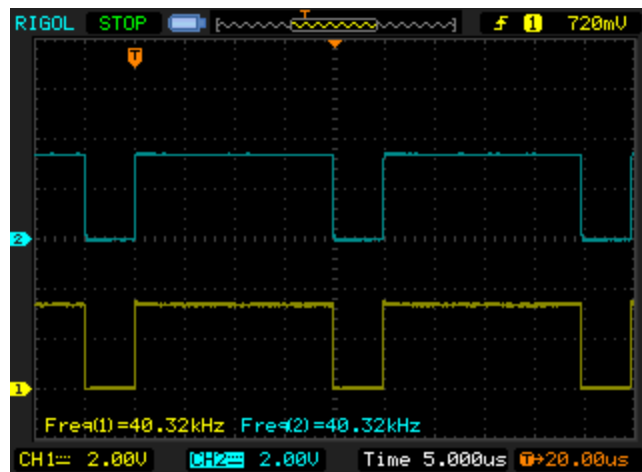 RIGOL STOP T f 1 720mV
T
2
1
Freq(1)=40.32kHz Freq(2)=40.32kHz
CH1 2.00V CH2 2.00V Time 5.000us T→20.00us